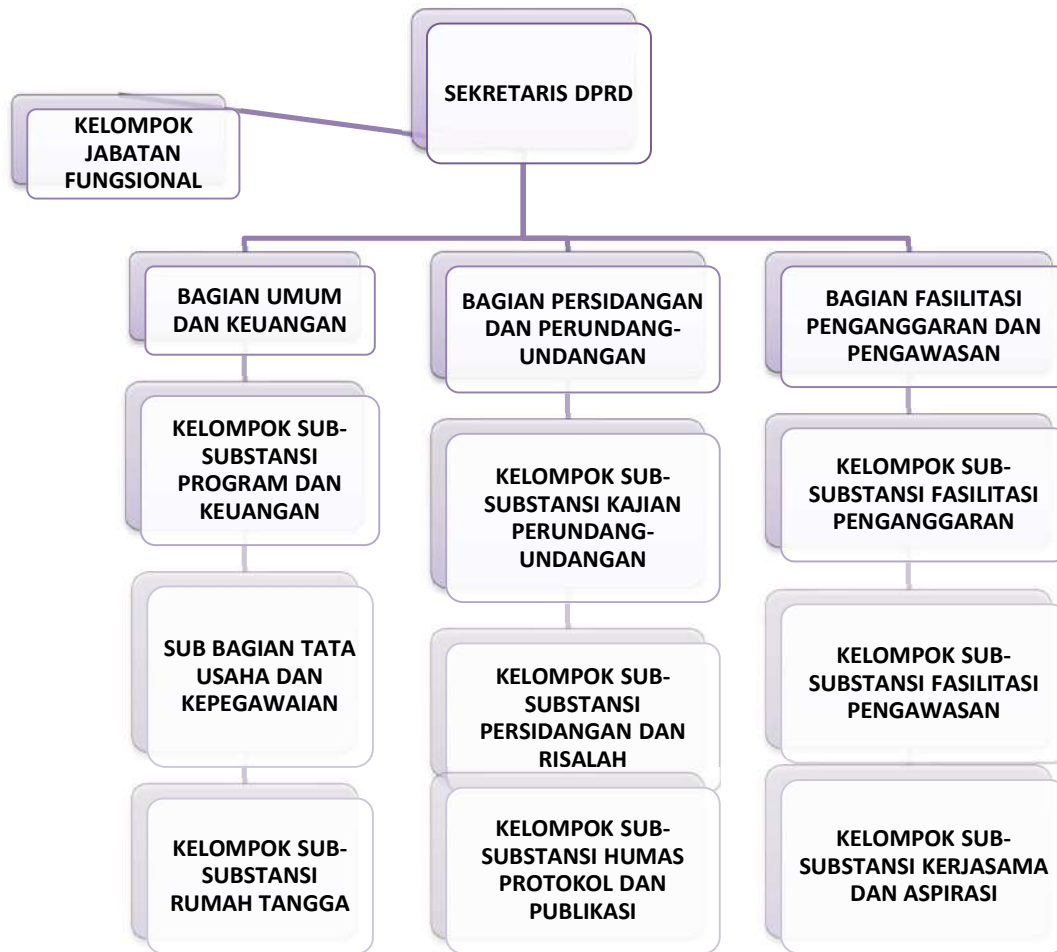 SEKRETARIS DPRD
KELOMPOK
JABATAN
FUNGSIONAL
BAGIAN UMUM
DAN KEUANGAN
BAGIAN PERSIDANGAN
DAN PERUNDANG-
UNDANGAN
BAGIAN FASILITASI
PENGANGGARAN DAN
PENGAWASAN
KELOMPOK SUB-
SUBSTANSI
PROGRAM DAN
KEUANGAN
KELOMPOK SUB-
SUBSTANSI KAJIAN
PERUNDANG-
UNDANGAN
KELOMPOK SUB-
SUBSTANSI FASILITASI
PENGANGGARAN
SUB BAGIAN TATA
USAHA DAN
KEPEGAWAIAN
KELOMPOK SUB-
SUBSTANSI
PERSIDANGAN DAN
RISALAH
KELOMPOK SUB-
SUBSTANSI FASILITASI
PENGAWASAN
KELOMPOK SUB-
SUBSTANSI
RUMAH TANGGA
KELOMPOK SUB-
SUBSTANSI HUMAS
PROTOKOL DAN
PUBLIKASI
KELOMPOK SUB-
SUBSTANSI KERJASAMA
DAN ASPIRASI